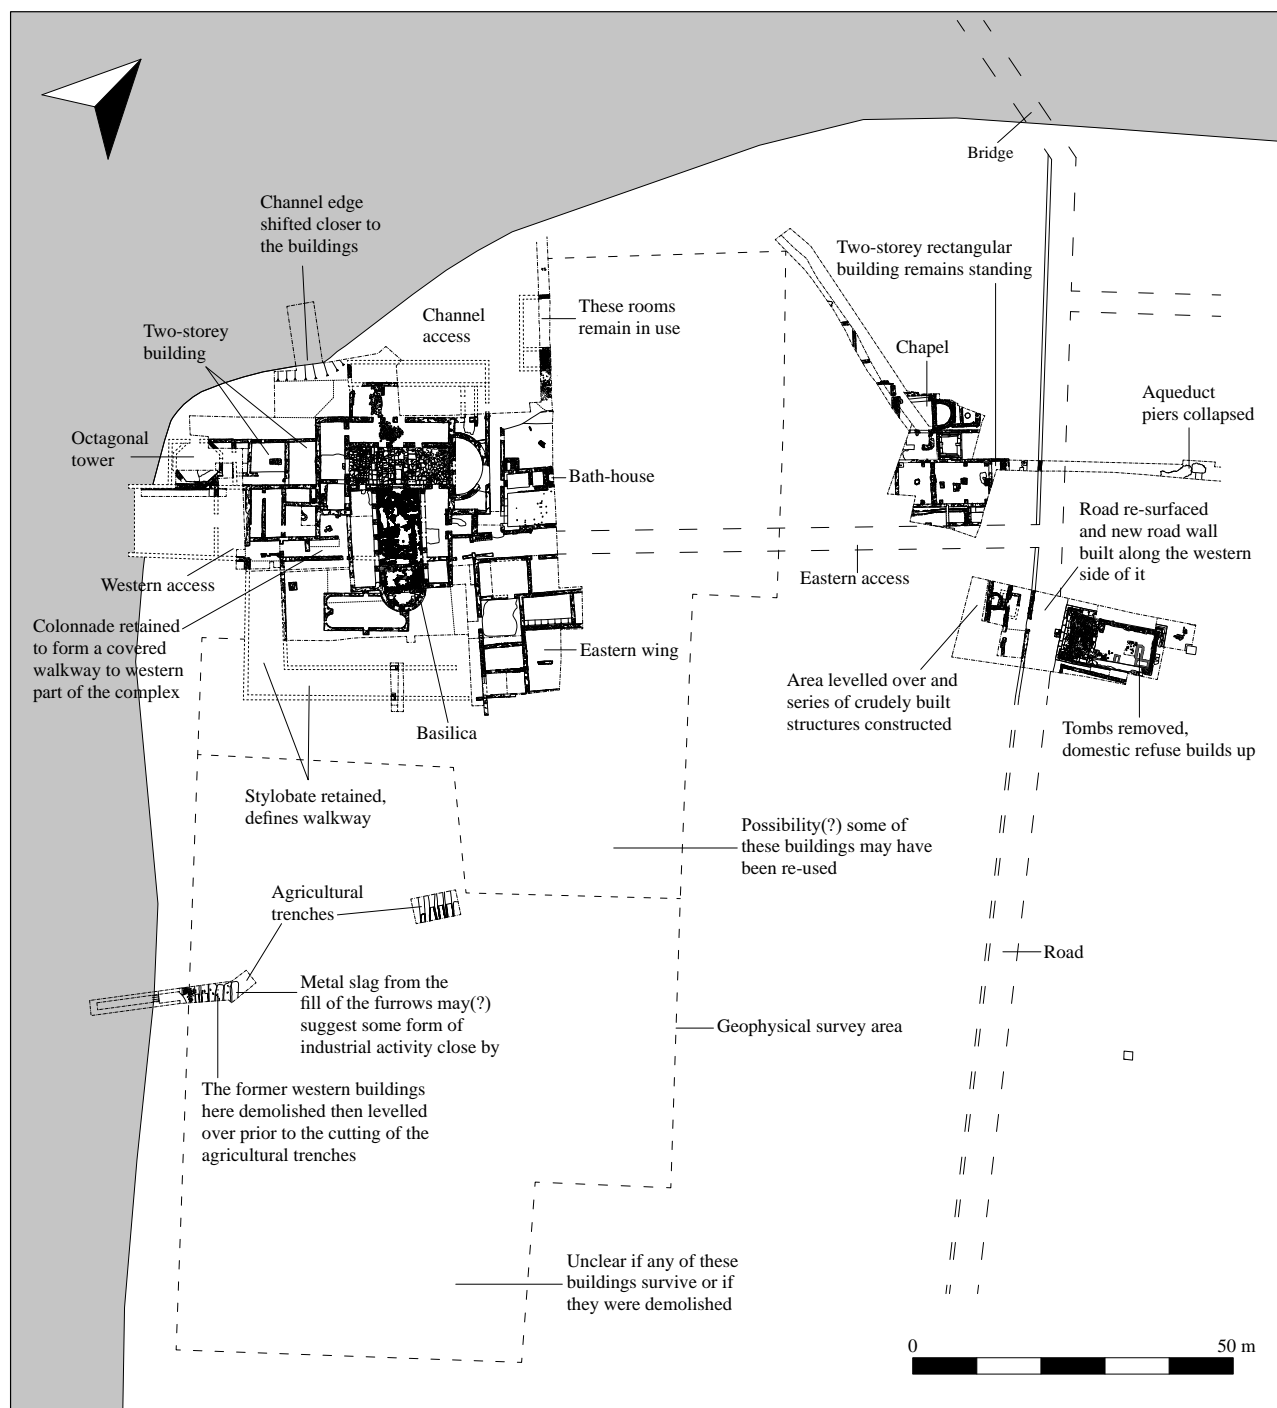 Bridge
Channel edge
shifted closer to
the buildings
Two-storey rectangular
building remains standing
Channel
access
These rooms
remain in use
Two-storey
building
Chapel
Aqueduct
piers collapsed
Octagonal
tower
Bath-house
Road re-surfaced
and new road wall
built along the western
side of it
Western access
Eastern access
Colonnade retained
to form a covered
walkway to western
part of the complex
Eastern wing
Area levelled over and
series of crudely built
structures constructed
Basilica
Tombs removed,
domestic refuse builds up
Stylobate retained,
defines walkway
Possibility(?) some of
these buildings may have
been re-used
Agricultural
trenches
Road
Metal slag from the
fill of the furrows may(?)
suggest some form of
industrial activity close by
Geophysical survey area
The former western buildings
here demolished then levelled
over prior to the cutting of the
agricultural trenches
Unclear if any of these
buildings survive or if
they were demolished
0 50 m